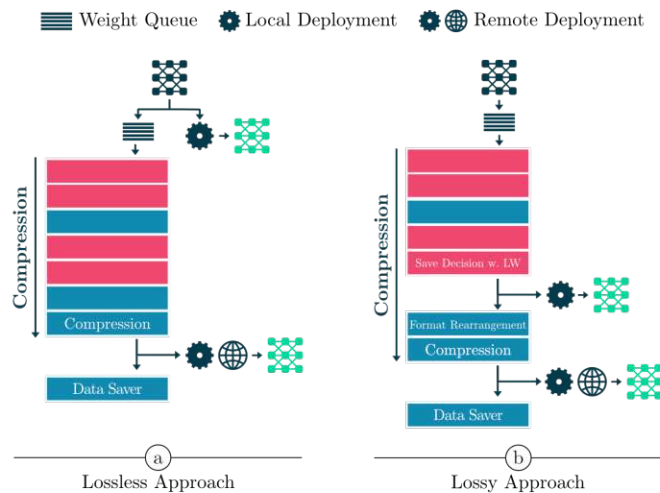 Weight Queue Local Deployment Remote Deployment
Compression
Compression
Data Saver
a
Lossless Approach
Compression
Save Decision w. LW
Format Rearrangement
Compression
Data Saver
b
Lossy Approach